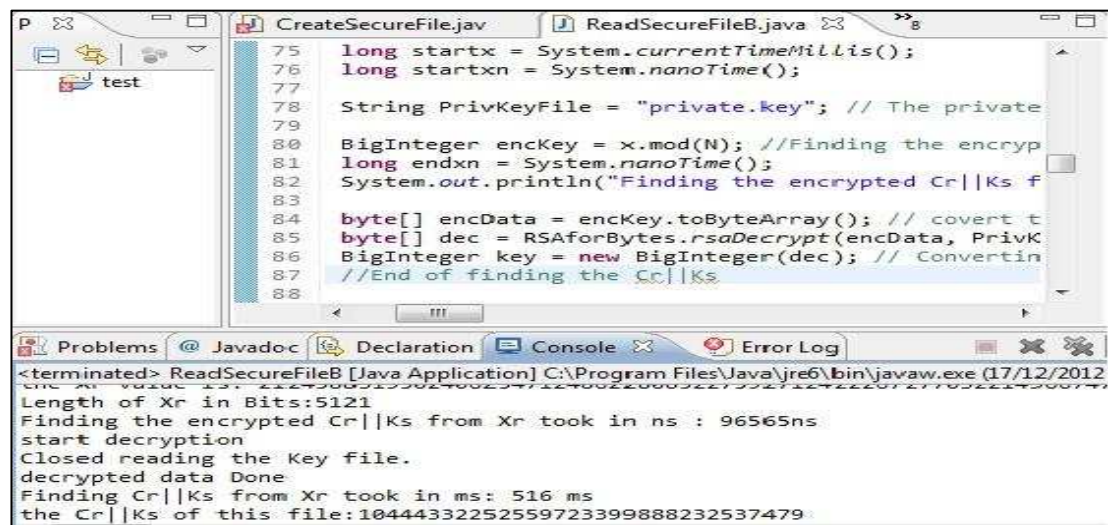 P
CreateSecureFile.jav
ReadSecureFileB.java
»8
test
75 long startx = System.currentTimeMillis();
76 long startxn = System.nanoTime();
77
78 String PrivKeyFile = "private.key"; // The private
79
80 BigInteger encKey = x.mod(N); //Finding the encryp
81 long endxn = System.nanoTime();
82 System.out.println("Finding the encrypted Cr||Ks f
83
84 byte[] encData = encKey.toByteArray(); // covert t
85 byte[] dec = RSAforBytes.rsaDecrypt(encData, PrivK
86 BigInteger key = new BigInteger(dec); // Convertin
87 //End of finding the Cr||Ks
88
Problems @ Javadoc Declaration Console Error Log
<terminated> ReadSecureFileB [Java Application] C:\Program Files\Java\jre6\bin\javaw.exe (17/12/2012
Length of Xr in Bits:5121
Finding the encrypted Cr||Ks from Xr took in ns : 96565ns
start decryption
Closed reading the Key file.
decrypted data Done
Finding Cr||Ks from Xr took in ms: 516 ms
the Cr||Ks of this file:104443322525597233998882325374​79